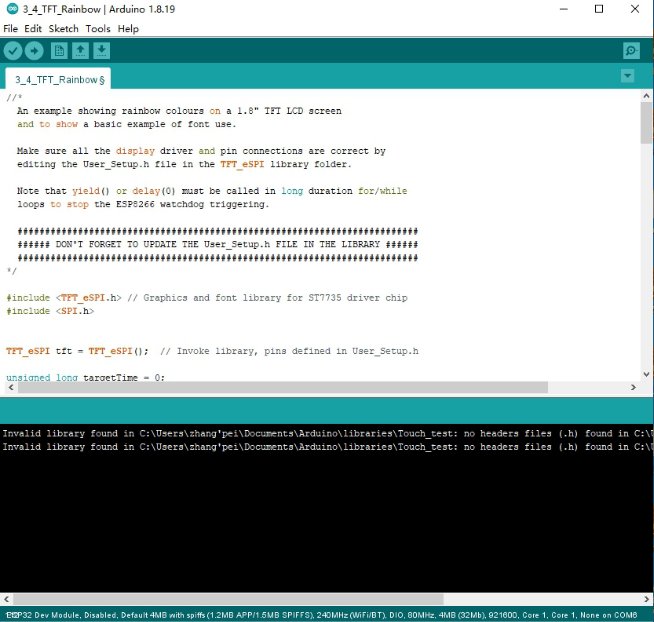 3_4_TFT_Rainbow | Arduino 1.8.19
File Edit Sketch Tools Help
3_4_TFT_Rainbow §
//*
An example showing rainbow colours on a 1.8" TFT LCD screen
and to show a basic example of font use.
Make sure all the display driver and pin connections are correct by
editing the User_Setup.h file in the TFT_eSPI library folder.
Note that yield() or delay(0) must be called in long duration for/while
loops to stop the ESP8266 watchdog triggering.
#########################################################################
###### DON'T FORGET TO UPDATE THE User_Setup.h FILE IN THE LIBRARY ######
#########################################################################
*/
#include <TFT_eSPI.h> // Graphics and font library for ST7735 driver chip
#include <SPI.h>
TFT_eSPI tft = TFT_eSPI();  // Invoke library, pins defined in User_Setup.h
unsigned long targetTime = 0;
Invalid library found in C:\Users\zhang'pei\Documents\Arduino\libraries\Touch_test: no headers files (.h) found in C:\
Invalid library found in C:\Users\zhang'pei\Documents\Arduino\libraries\Touch_test: no headers files (.h) found in C:\
ESP32 Dev Module, Disabled, Default 4MB with spiffs (1.2MB APP/1.5MB SPIFFS), 240MHz (WiFi/BT), DIO, 80MHz, 4MB (32Mb), 921600, Core 1, Core 1, None on COM6